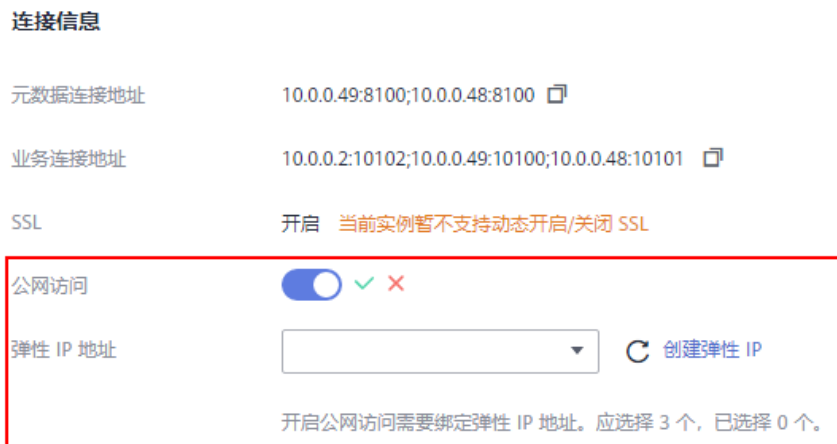 连接信息
元数据连接地址 10.0.0.49:8100;10.0.0.48:8100
业务连接地址 10.0.0.2:10102;10.0.0.49:10100;10.0.0.48:10101
SSL 开启 当前实例暂不支持动态开启/关闭 SSL
公网访问
弹性 IP 地址 创建弹性 IP
开启公网访问需要绑定弹性 IP 地址。应选择 3 个，已选择 0 个。